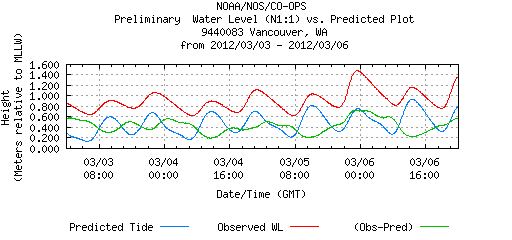 NOAA/NOS/CO-OPS
Preliminary  Water Level (N1:1) vs. Predicted Plot
9440083 Vancouver, WA
from 2012/03/03 - 2012/03/06
Height
(Meters relative to MLLW)
1.600
1.400
1.200
1.000
0.800
0.600
0.400
0.200
0.000
03/03 03/04 03/04 03/05 03/06 03/06
08:00 00:00 16:00 08:00 00:00 16:00
Date/Time (GMT)
Predicted Tide Observed WL (Obs-Pred)